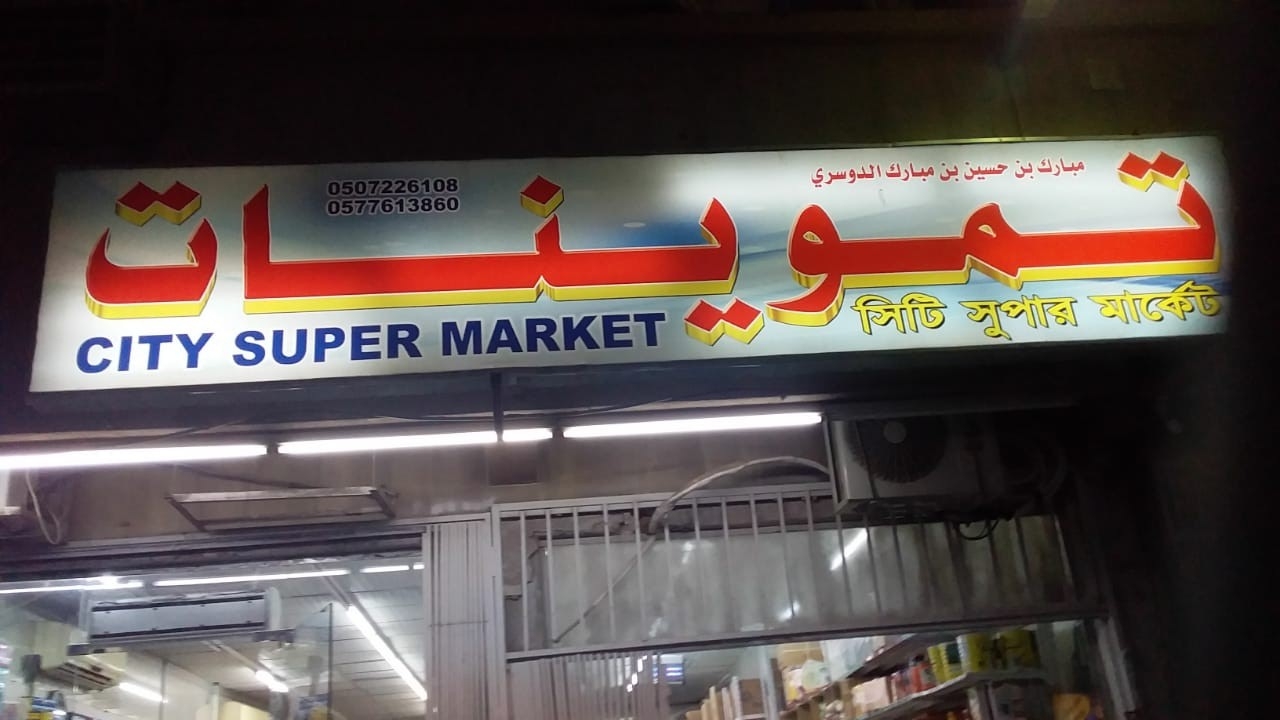 مبارك بن حسين بن مبارك الدوسري
0507226108
0577613860
تموينات
CITY SUPER MARKET
সিটি সুপার মার্কেট